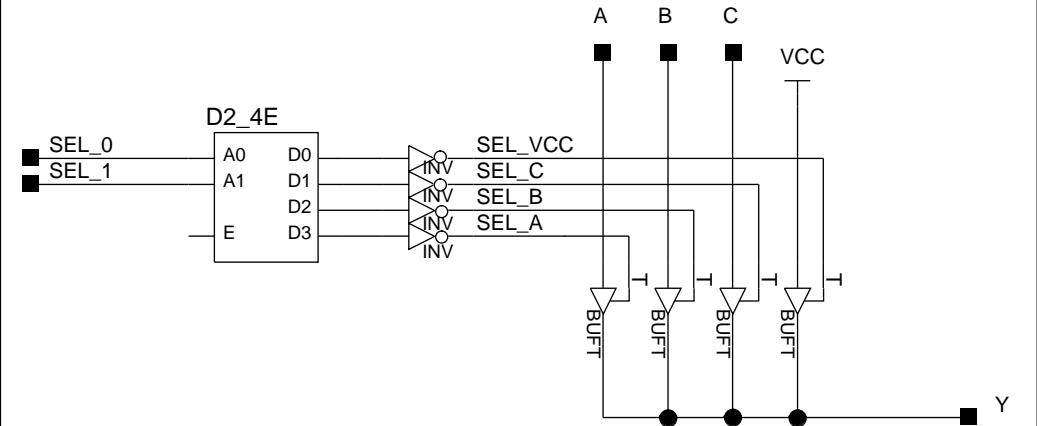 A B C
VCC
D2_4E
SEL_0 A0 D0 INV SEL_VCC
SEL_1 A1 D1 INV SEL_C
D2 INV SEL_B
E D3 INV SEL_A
T T T T
BUFT BUFT BUFT BUFT
Y